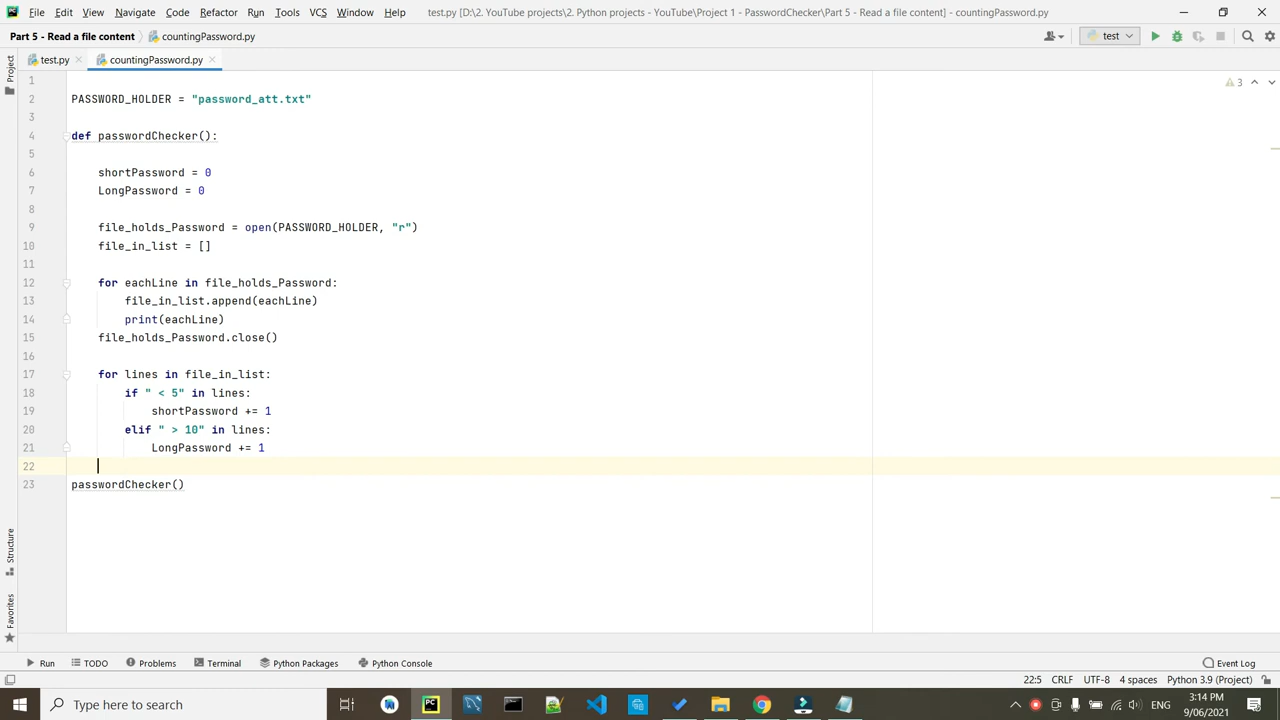 PC File Edit View Navigate Code Refactor Run Tools VCS Window Help test.py [D:\2. YouTube projects\2. Python projects - YouTube\Project 1 - PasswordChecker\Part 5 - Read a file content] - countingPassword.py
Part 5 - Read a file content countingPassword.py test
test.py countingPassword.py
Project
1 3
2 PASSWORD_HOLDER = "password_att.txt"
3
4 def passwordChecker():
5
6 shortPassword = 0
7 LongPassword = 0
8
9 file_holds_Password = open(PASSWORD_HOLDER, "r")
10 file_in_list = []
11
12 for eachLine in file_holds_Password:
13 file_in_list.append(eachLine)
14 print(eachLine)
15 file_holds_Password.close()
16
17 for lines in file_in_list:
18 if " < 5" in lines:
19 shortPassword += 1
20 elif " > 10" in lines:
21 LongPassword += 1
22
23 passwordChecker()
Structure
Favorites
Run TODO Problems Terminal Python Packages Python Console Event Log
22:5 CRLF UTF-8 4 spaces Python 3.9 (Project)
Type here to search PC ENG 3:14 PM
9/06/2021